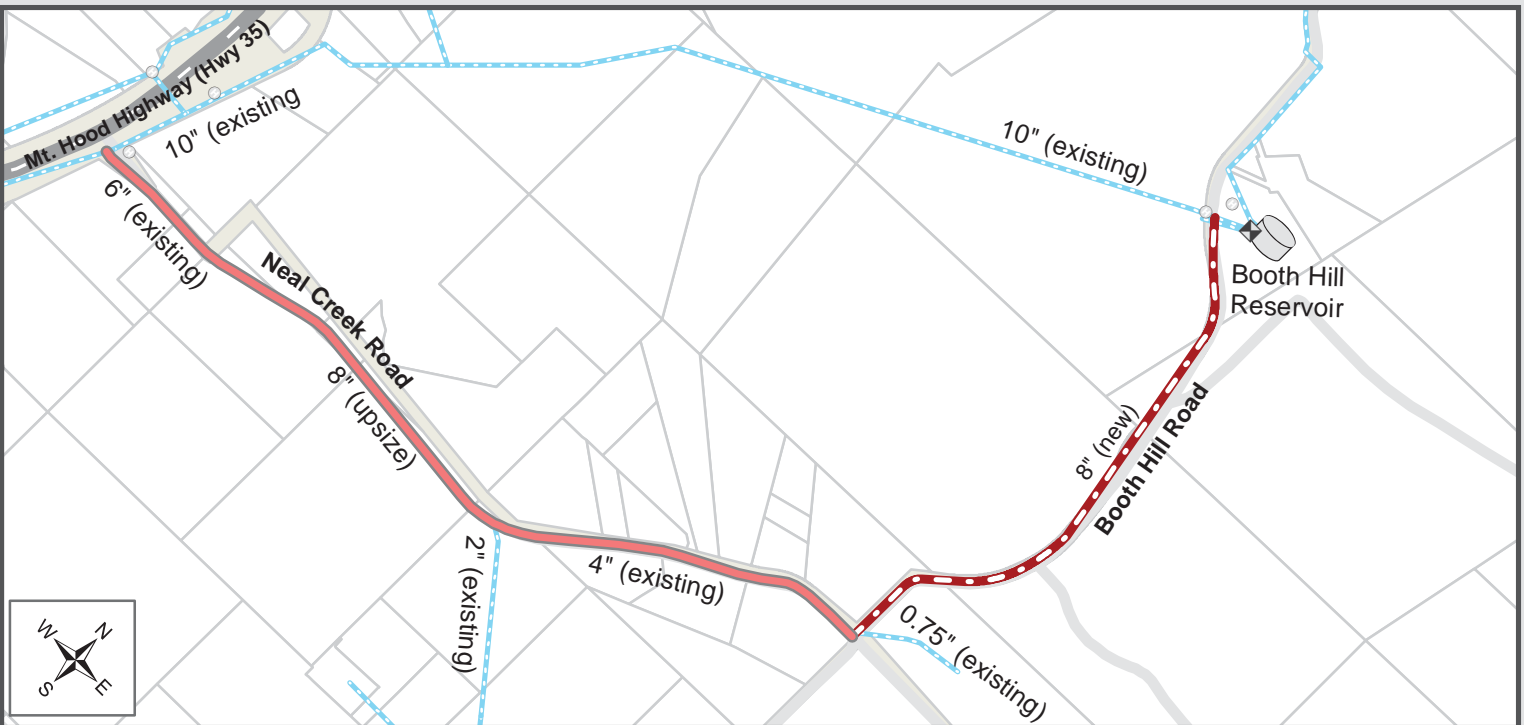 Mt. Hood Highway (Hwy 35)
10" (existing
10" (existing)
6" (existing)
Neal Creek Road
Booth Hill
Reservoir
8" (upsize)
8" (new)
Booth Hill Road
2" (existing)
4" (existing)
0.75" (existing)
W
N
S
E